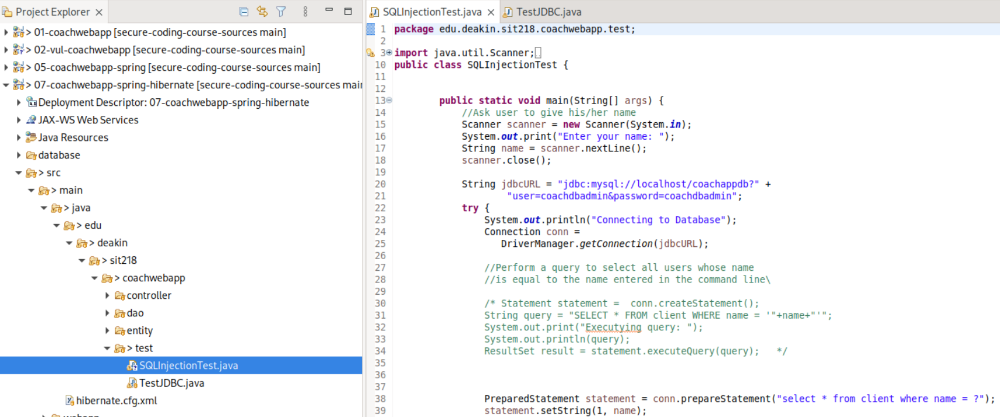 Project Explorer
> 01-coachwebapp [secure-coding-course-sources main]
> 02-vul-coachwebapp [secure-coding-course-sources main]
> 05-coachwebapp-spring [secure-coding-course-sources main]
> 07-coachwebapp-spring-hibernate [secure-coding-course-sources mai
Deployment Descriptor: 07-coachwebapp-spring-hibernate
JAX-WS Web Services
Java Resources
database
> src
> main
> java
> edu
> deakin
> sit218
> coachwebapp
controller
dao
entity
> test
SQLInjectionTest.java
TestJDBC.java
hibernate.cfg.xml
SQLInjectionTest.java
TestJDBC.java
1 package edu.deakin.sit218.coachwebapp.test;
2
3 import java.util.Scanner;
10 public class SQLInjectionTest {
11
12
13 public static void main(String[] args) {
14 //Ask user to give his/her name
15 Scanner scanner = new Scanner(System.in);
16 System.out.print("Enter your name: ");
17 String name = scanner.nextLine();
18 scanner.close();
19
20 String jdbcURL = "jdbc:mysql://localhost/coachappdb?" +
21 "user=coachdbadmin&password=coachdbadmin";
22 try {
23 System.out.println("Connecting to Database");
24 Connection conn =
25 DriverManager.getConnection(jdbcURL);
26
27 //Perform a query to select all users whose name
28 //is equal to the name entered in the command line\
29
30 /* Statement statement =  conn.createStatement();
31 String query = "SELECT * FROM client WHERE name = '"+name+"'";
32 System.out.print("Executying query: ");
33 System.out.println(query);
34 ResultSet result = statement.executeQuery(query);   */
35
36
37
38 PreparedStatement statement = conn.prepareStatement("select * from client where name = ?");
39 statement.setString(1, name);